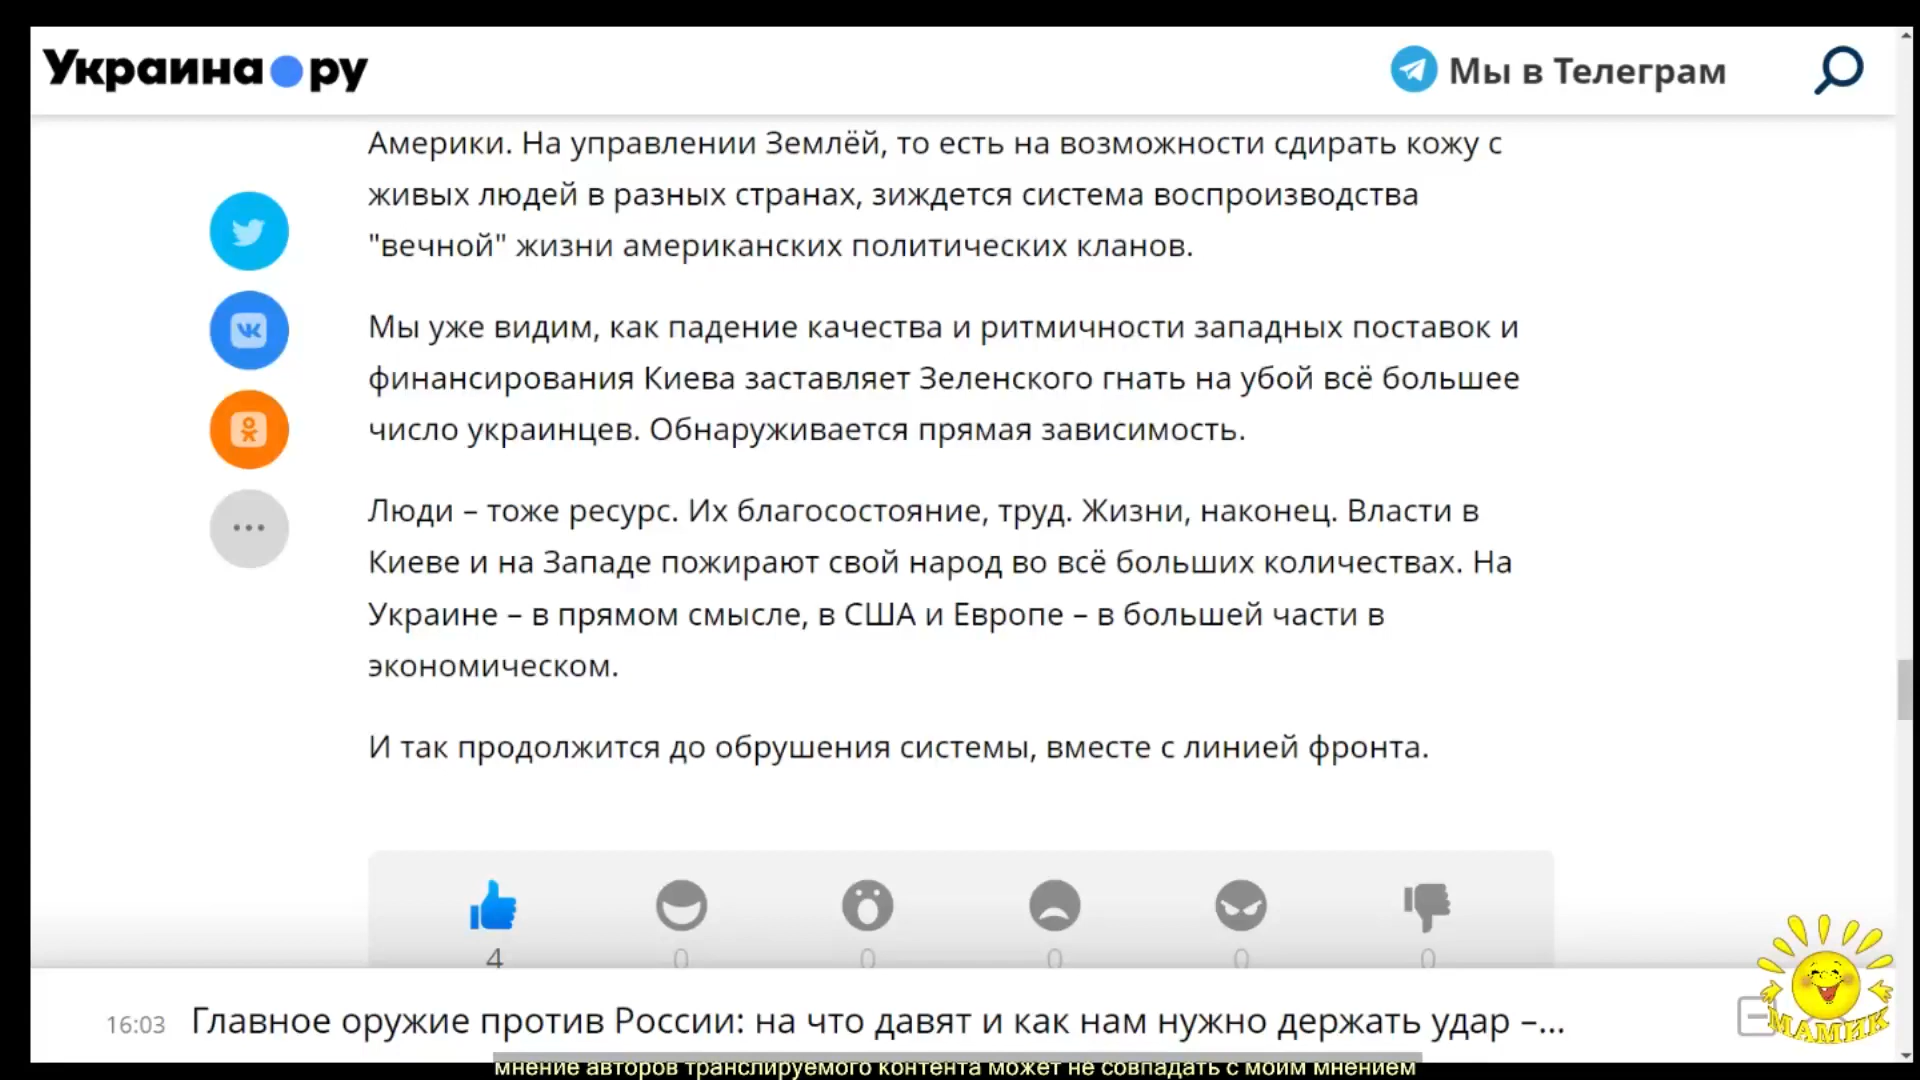 Украина ру
Мы в Телеграм
Америки. На управлении Землёй, то есть на возможности сдирать кожу с
живых людей в разных странах, зиждется система воспроизводства
"вечной" жизни американских политических кланов.
Мы уже видим, как падение качества и ритмичности западных поставок и
финансирования Киева заставляет Зеленского гнать на убой всё большее
число украинцев. Обнаруживается прямая зависимость.
Люди – тоже ресурс. Их благосостояние, труд. Жизни, наконец. Власти в
Киеве и на Западе пожирают свой народ во всё больших количествах. На
Украине – в прямом смысле, в США и Европе – в большей части в
экономическом.
И так продолжится до обрушения системы, вместе с линией фронта.
4 0 0 0 0 0
16:03 Главное оружие против России: на что давят и как нам нужно держать удар –...
МАМИК
мнение авторов транслируемого контента может не совпадать с моим мнением